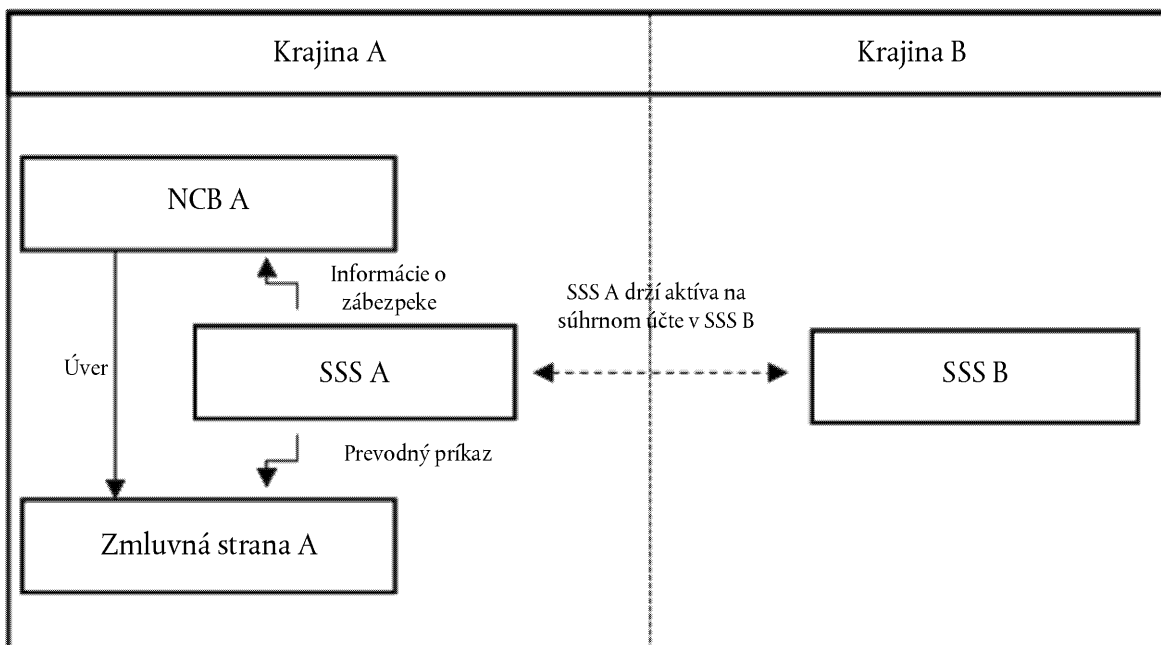 Krajina A
Krajina B
NCB A
Informácie o
zábezpeke
SSS A drží aktíva na
súhrnom účte v SSS B
Úver
SSS A
SSS B
Prevodný príkaz
Zmluvná strana A